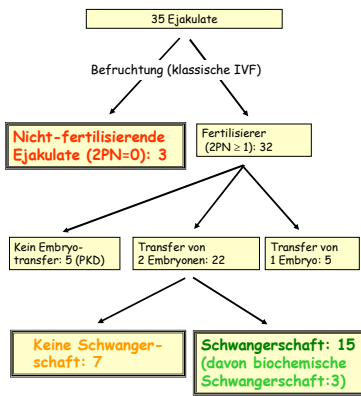 35 Ejakulate
Befruchtung (klassische IVF)
Nicht-fertilisierende
Ejakulate (2PN=0): 3
Fertilisierer
(2PN ≥ 1): 32
Kein Embryo-
transfer: 5 (PKD)
Transfer von
2 Embryonen: 22
Transfer von
1 Embryo: 5
Keine Schwanger-
schaft: 7
Schwangerschaft: 15
(davon biochemische
Schwangerschaft:3)